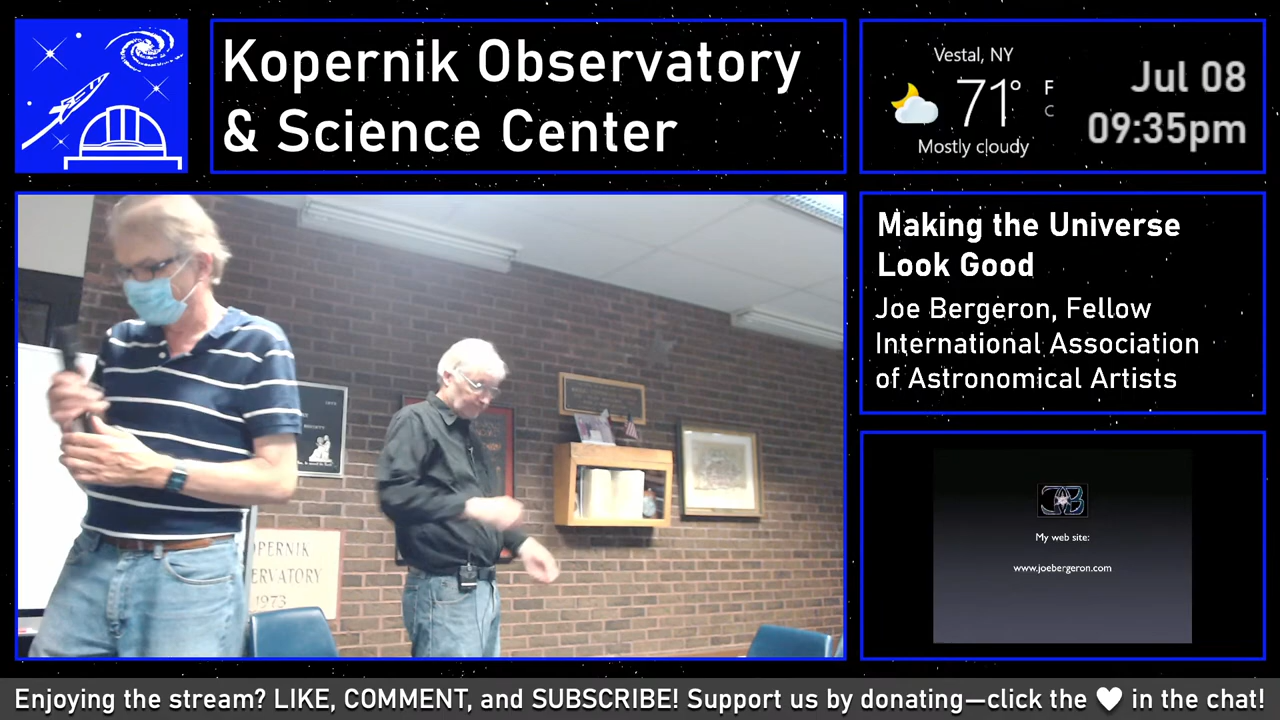 Kopernik Observatory
& Science Center
Vestal, NY
71°
F
C
Mostly cloudy
Jul 08
09:35pm
Making the Universe
Look Good
Joe Bergeron, Fellow
International Association
of Astronomical Artists
OPERNIK
ERVATORY
1973
My web site:
www.joebergeron.com
Enjoying the stream? LIKE, COMMENT, and SUBSCRIBE! Support us by donating—click the ♥ in the chat!